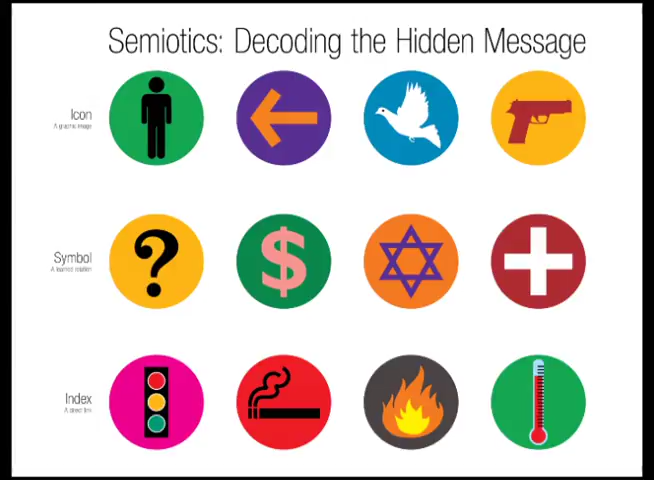 Semiotics: Decoding the Hidden Message
Icon
A graphic image
?
$
Symbol
A learned relation
Index
A direct link